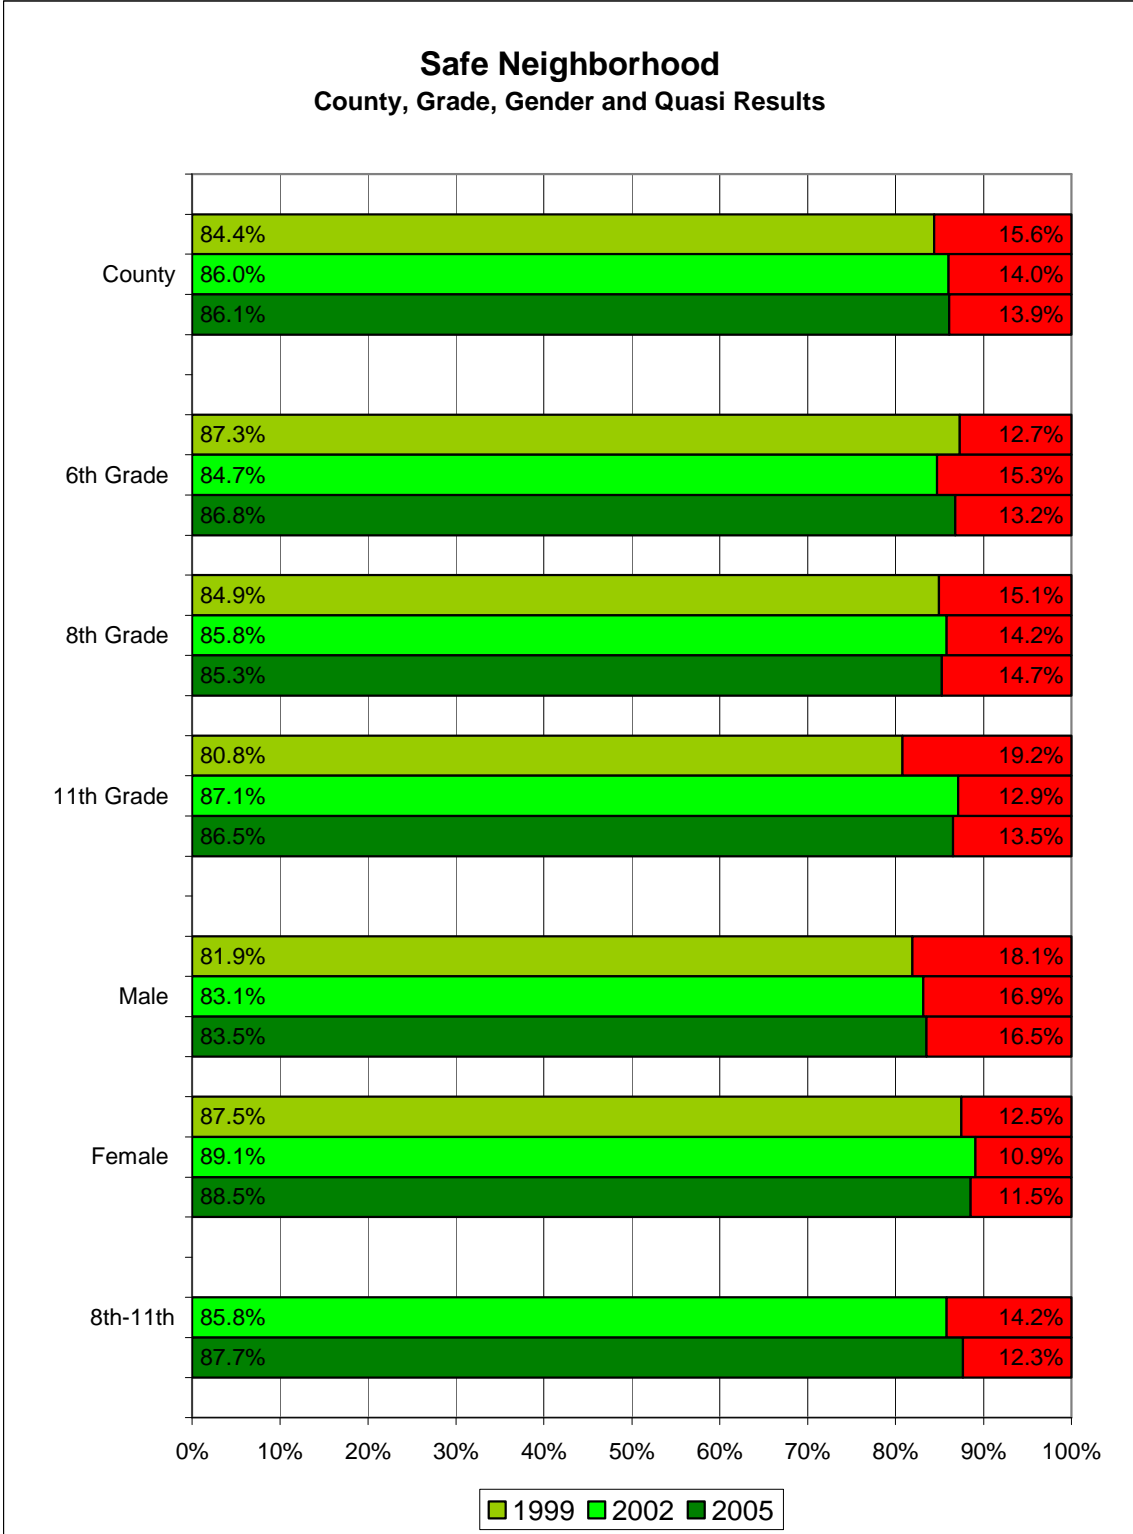 Safe Neighborhood
County, Grade, Gender and Quasi Results
84.4% 15.6%
County 86.0% 14.0%
86.1% 13.9%
87.3% 12.7%
6th Grade 84.7% 15.3%
86.8% 13.2%
84.9% 15.1%
8th Grade 85.8% 14.2%
85.3% 14.7%
80.8% 19.2%
11th Grade 87.1% 12.9%
86.5% 13.5%
81.9% 18.1%
Male 83.1% 16.9%
83.5% 16.5%
87.5% 12.5%
Female 89.1% 10.9%
88.5% 11.5%
8th-11th 85.8% 14.2%
87.7% 12.3%
0% 10% 20% 30% 40% 50% 60% 70% 80% 90% 100%
1999 2002 2005